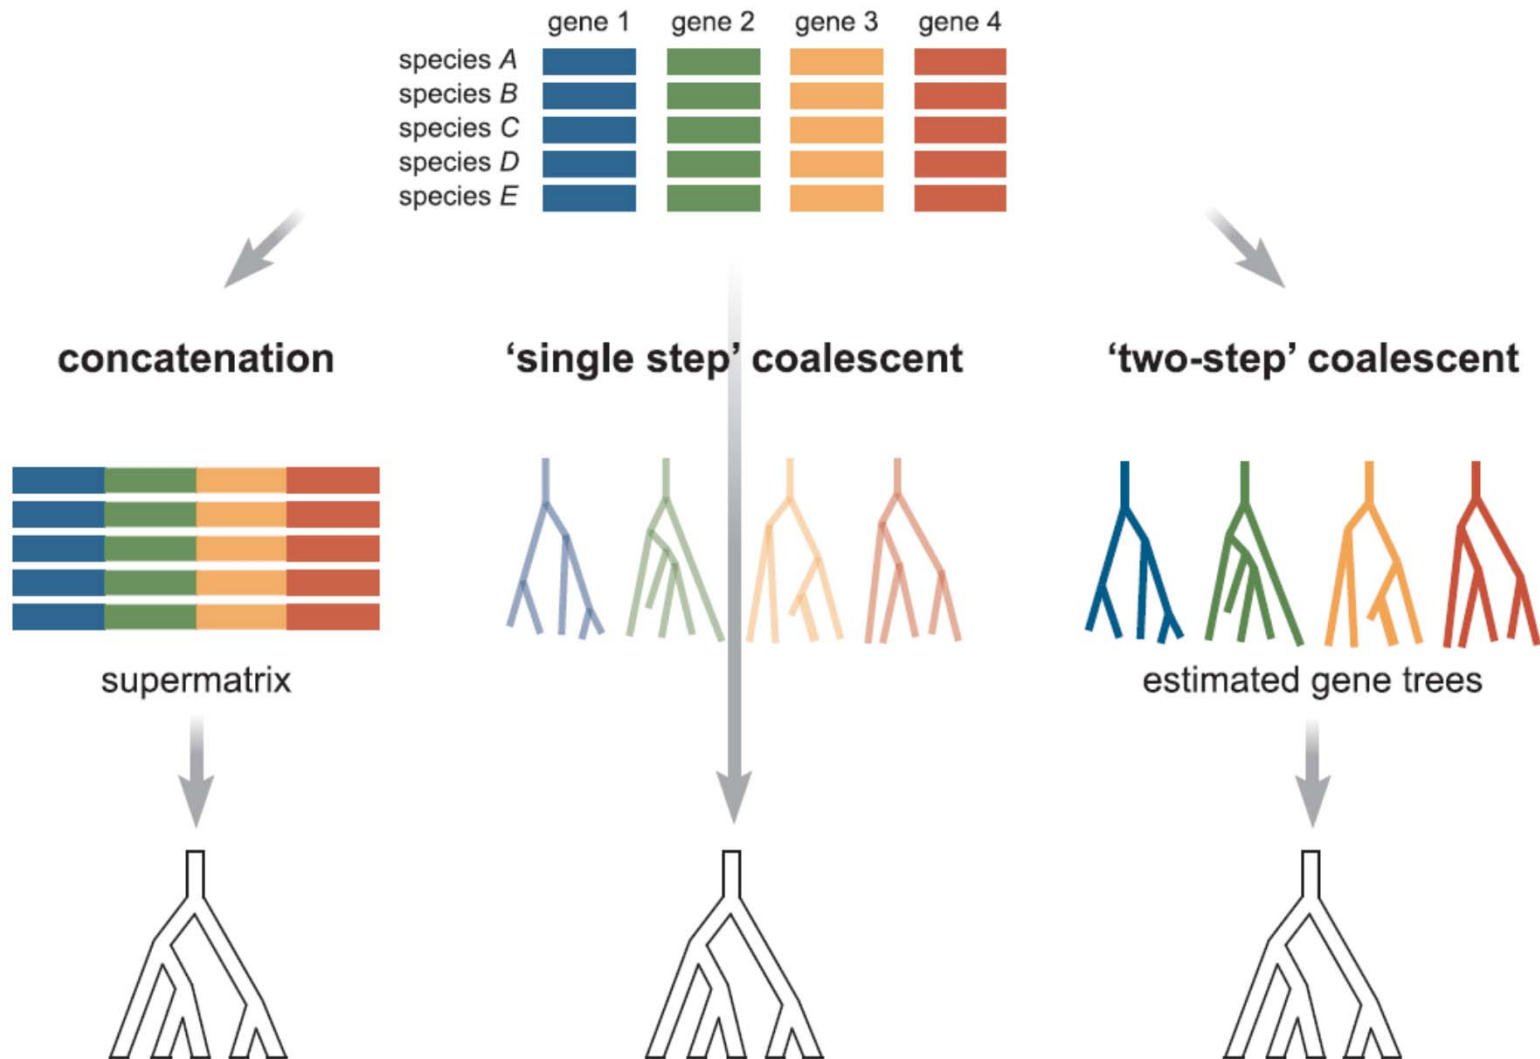 gene 1 gene 2 gene 3 gene 4
species A
species B
species C
species D
species E
concatenation
‘single step’ coalescent
‘two-step’ coalescent
supermatrix
estimated gene trees